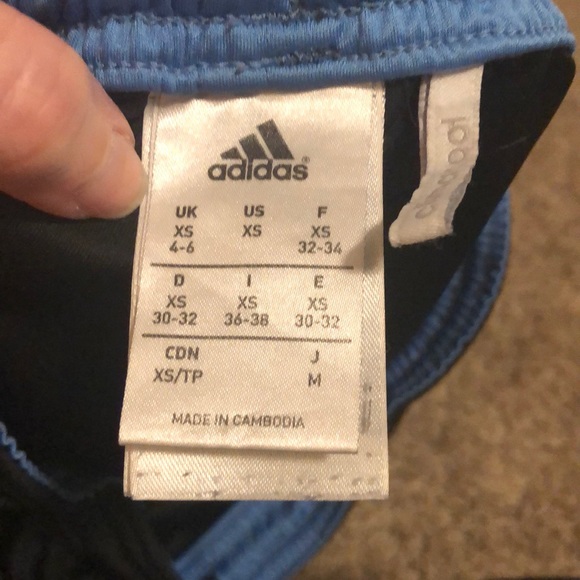 adidas®
UK US F
XS XS XS
4-6 32-34
D I E
XS XS XS
30-32 36-38 30-32
CDN J
XS/TP M
MADE IN CAMBODIA